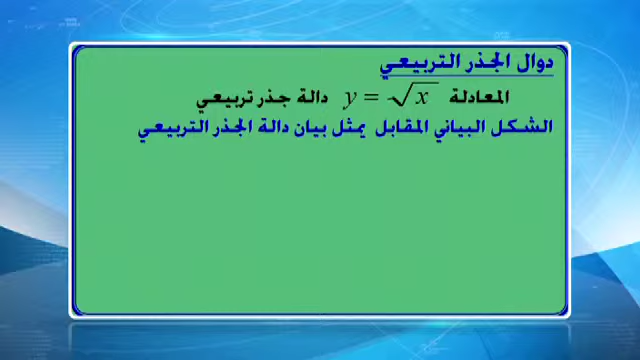 دوال الجذر التربيعي
المعادلة y = √x دالة جذر تربيعي
الشكل البياني المقابل يمثل بيان دالة الجذر التربيعي